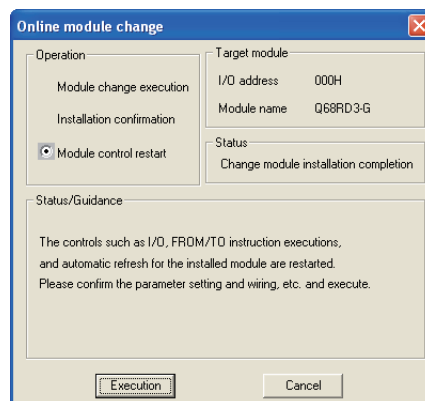 Online module change
Operation
Module change execution
Installation confirmation
Module control restart
Target module
I/O address 000H
Module name Q68RD3-G
Status
Change module installation completion
Status/Guidance
The controls such as I/O, FROM/TO instruction executions,
and automatic refresh for the installed module are restarted.
Please confirm the parameter setting and wiring, etc. and execute.
Execution
Cancel